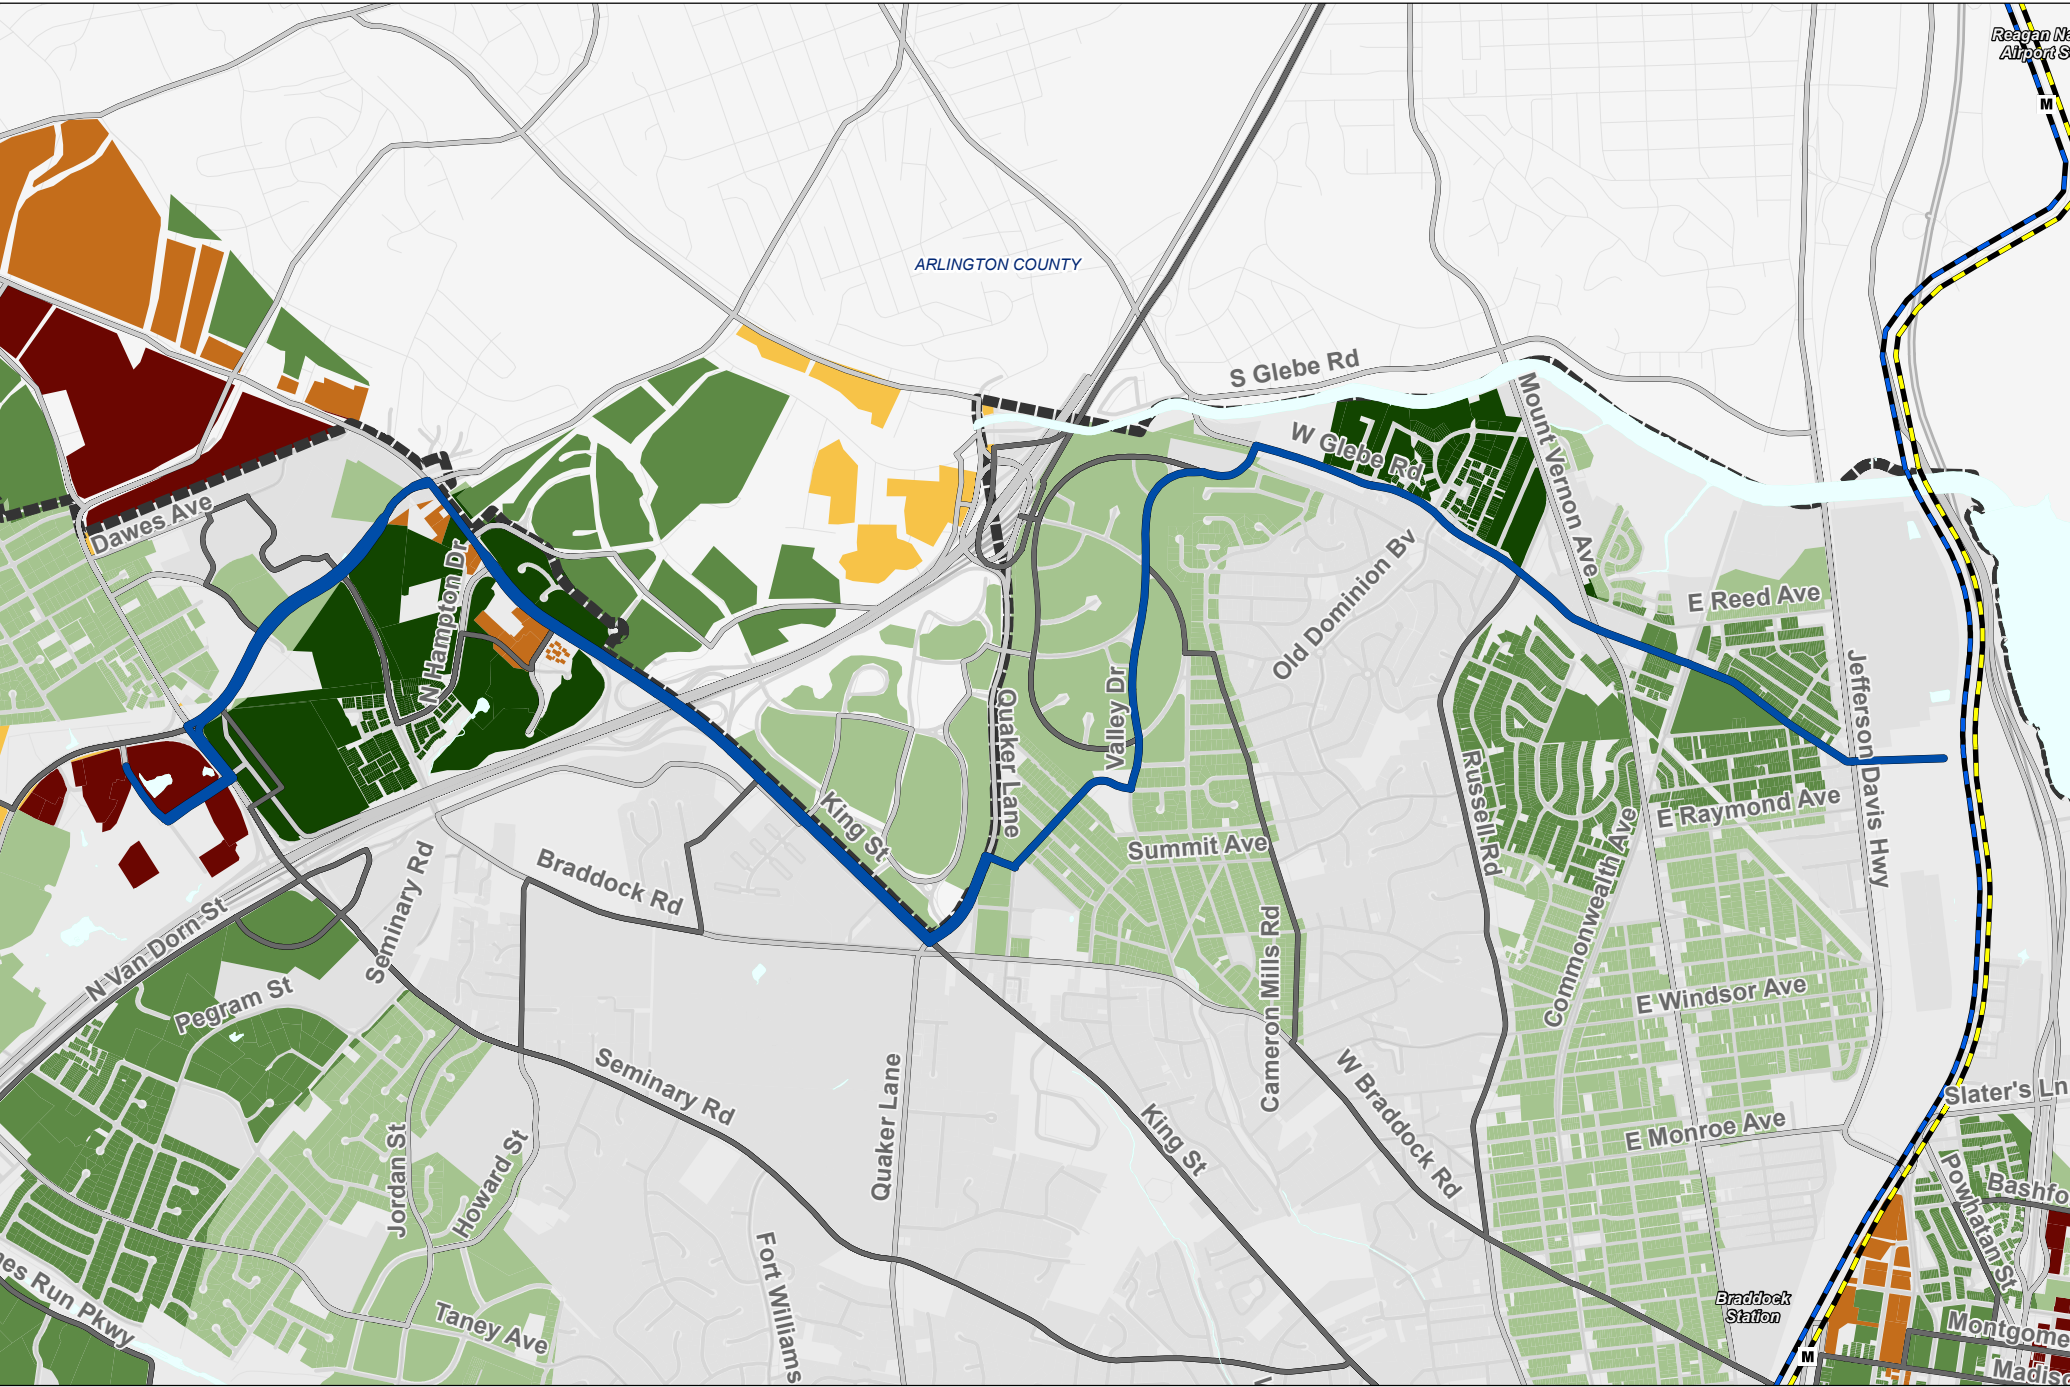 Reagan Na
Airport S
M
ARLINGTON COUNTY
S Glebe Rd
Mount Vernon Ave
W Glebe Rd
Dawes Ave
N Hampton Dr
Old Dominion Bv
E Reed Ave
Valley Dr
Quaker Lane
Jefferson Davis Hwy
Russell Rd
King St
E Raymond Ave
Summit Ave
Commonwealth Ave
Braddock Rd
Seminary Rd
N Van Dorn St
Cameron Mills Rd
Pegram St
E Windsor Ave
Seminary Rd
Quaker Lane
W Braddock Rd
King St
Slater's Ln
E Monroe Ave
Jordan St
Howard St
Powhatan St
Bashfo
Fort Williams
nes Run Pkwy
Taney Ave
Braddock
Station
M
Montgome
Madis